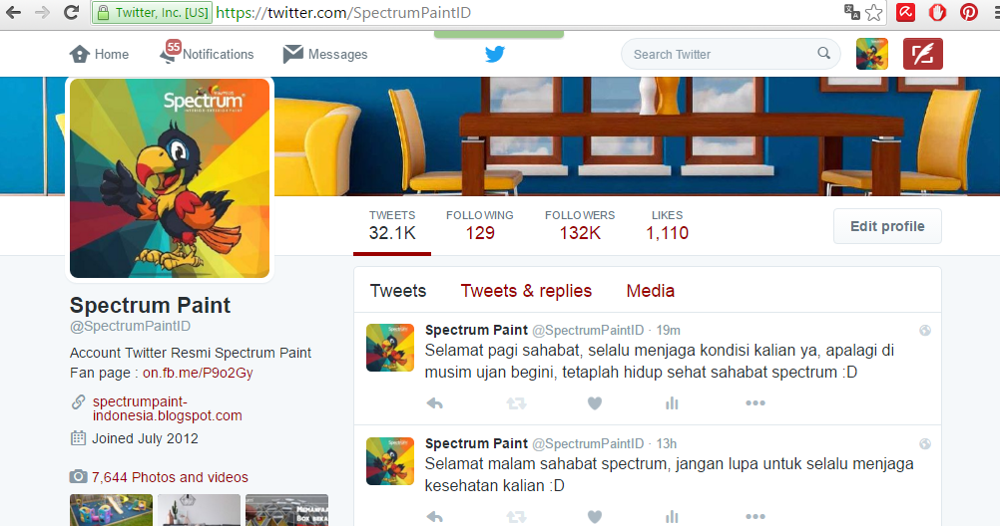 Twitter, Inc. [US] https://twitter.com/SpectrumPaintID
Home
55
Notifications
Messages
Search Twitter
Spectrum
TWEETS FOLLOWING FOLLOWERS LIKES
32.1K 129 132K 1,110
Edit profile
Spectrum Paint
@SpectrumPaintID
Account Twitter Resmi Spectrum Paint
Fan page : on.fb.me/P9o2Gy
spectrumpaint-
indonesia.blogspot.com
Joined July 2012
7,644 Photos and videos
Tweets Tweets & replies Media
Spectrum Paint @SpectrumPaintID · 19m
Selamat pagi sahabat, selalu menjaga kondisi kalian ya, apalagi di
musim ujan begini, tetaplah hidup sehat sahabat spectrum :D
Spectrum Paint @SpectrumPaintID · 13h
Selamat malam sahabat spectrum, jangan lupa untuk selalu menjaga
kesehatan kalian :D